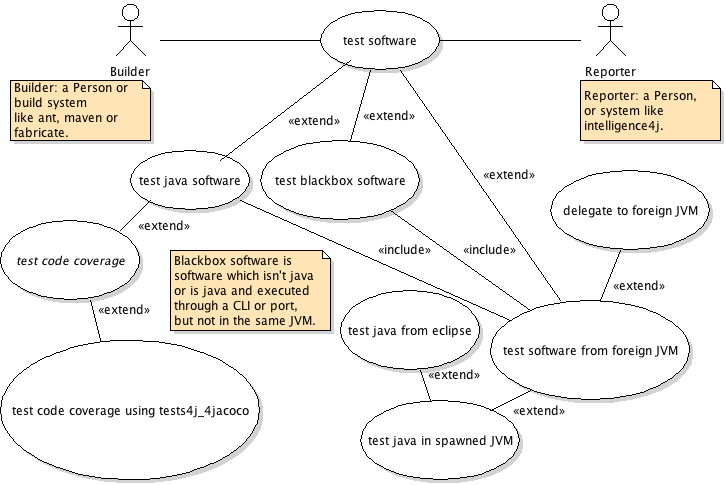 test software
Builder
Reporter
Builder: a Person or
build system
like ant, maven or
fabricate.
Reporter: a Person,
or system like
intelligence4j.
«extend»
«extend»
«extend»
test java software
test blackbox software
delegate to foreign JVM
«extend»
«include»
«include»
test code coverage
Blackbox software is
software which isn't java
or is java and executed
through a CLI or port,
but not in the same JVM.
«extend»
«extend»
test java from eclipse
test software from foreign JVM
«extend»
«extend»
test code coverage using tests4j_4jacoco
test java in spawned JVM